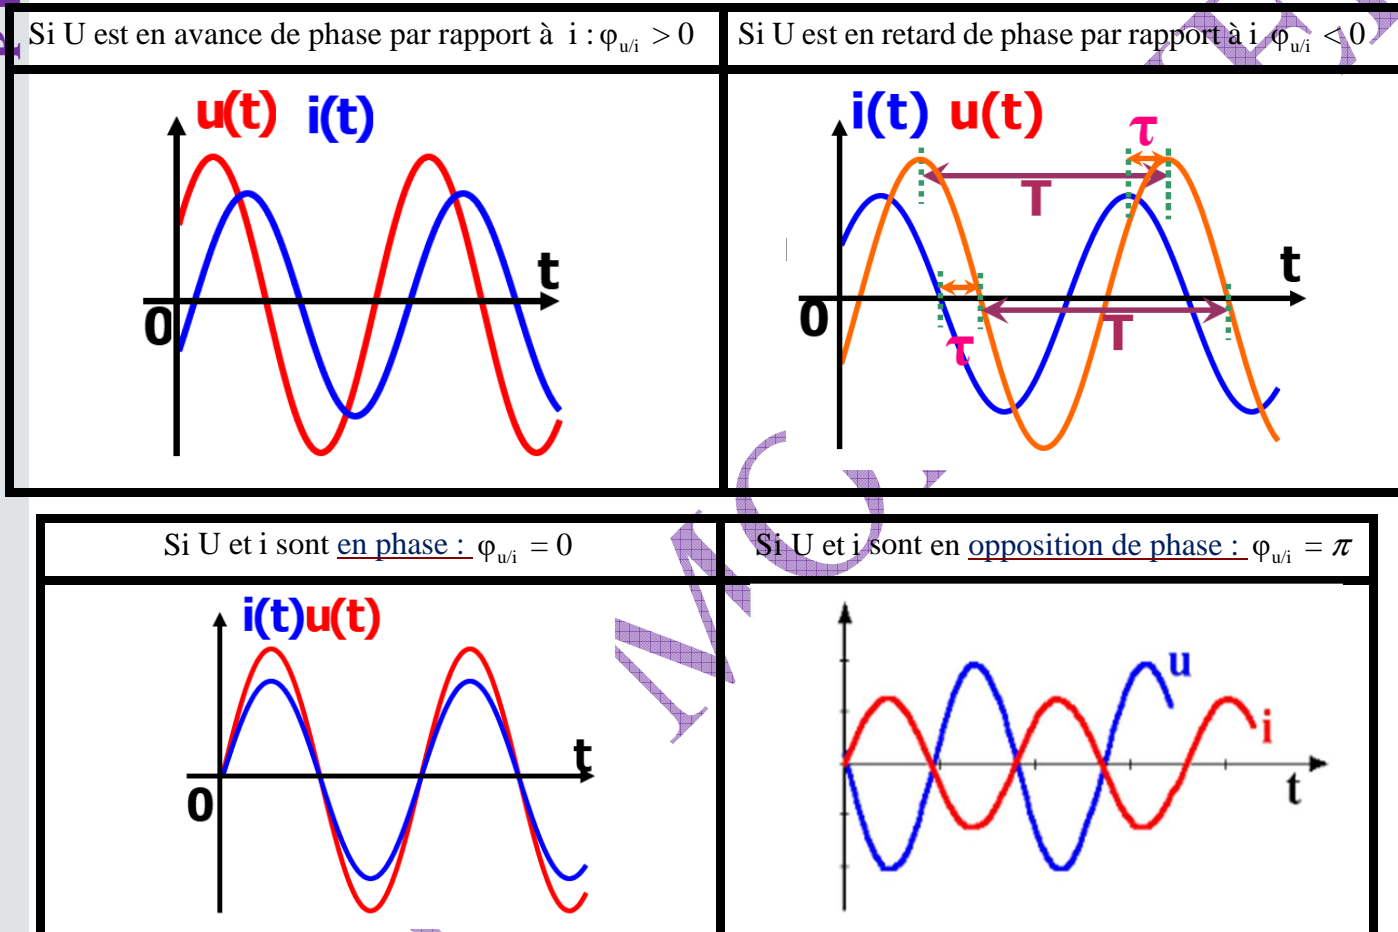 Si U est en avance de phase par rapport à i : φu/i > 0
Si U est en retard de phase par rapport à i φu/i < 0
u(t) i(t)
t
0
i(t) u(t)
τ
T
t
0
T
τ
Si U et i sont en phase : φu/i = 0
Si U et i sont en opposition de phase : φu/i = π
i(t)u(t)
t
0
u
i
t